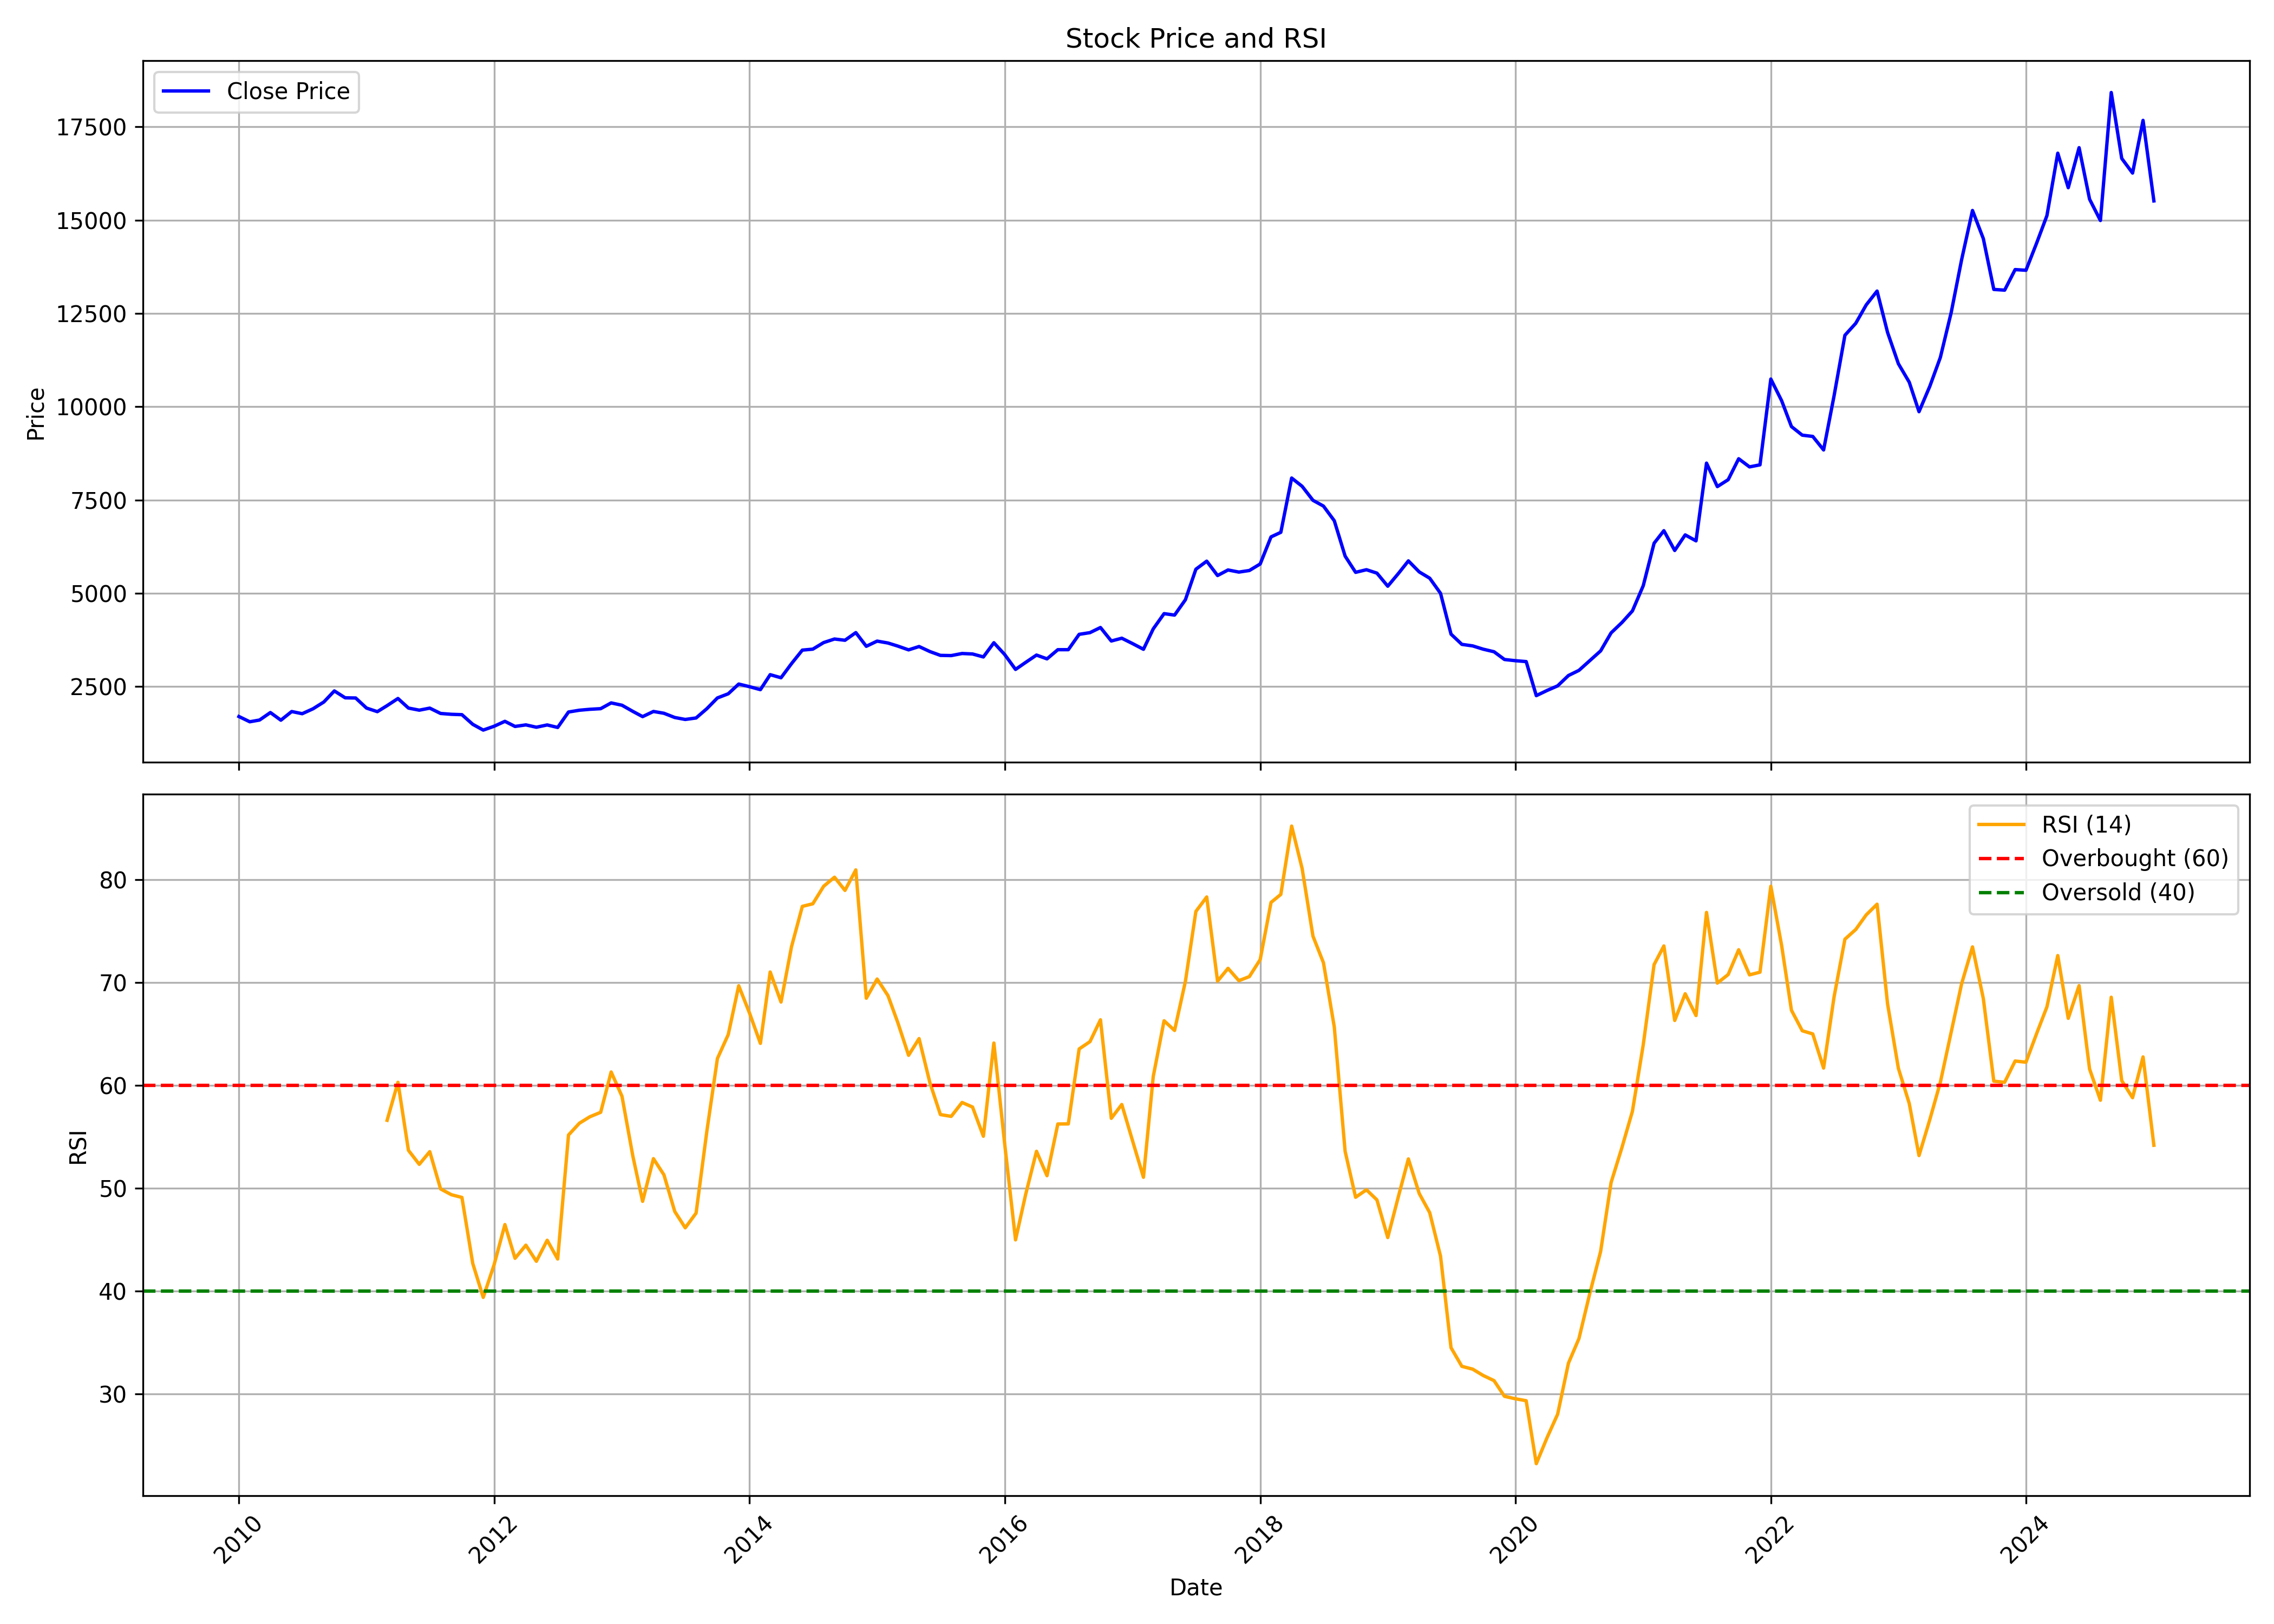 Stock Price and RSI
Close Price
17500
15000
12500
10000
7500
5000
2500
Price
RSI (14)
Overbought (60)
Oversold (40)
80
70
60
50
40
30
RSI
2010
2012
2014
2016
2018
2020
2022
2024
Date